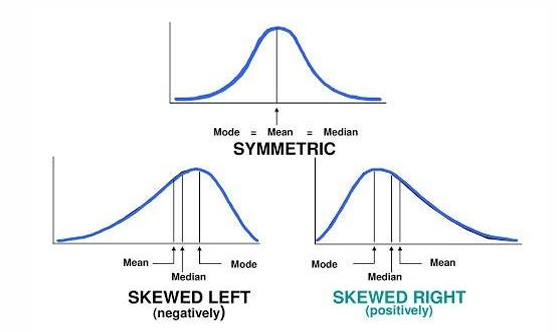 Mode = Mean = Median
SYMMETRIC
Mean
Mode
Median
SKEWED LEFT
(negatively)
Mode
Mean
Median
SKEWED RIGHT
(positively)